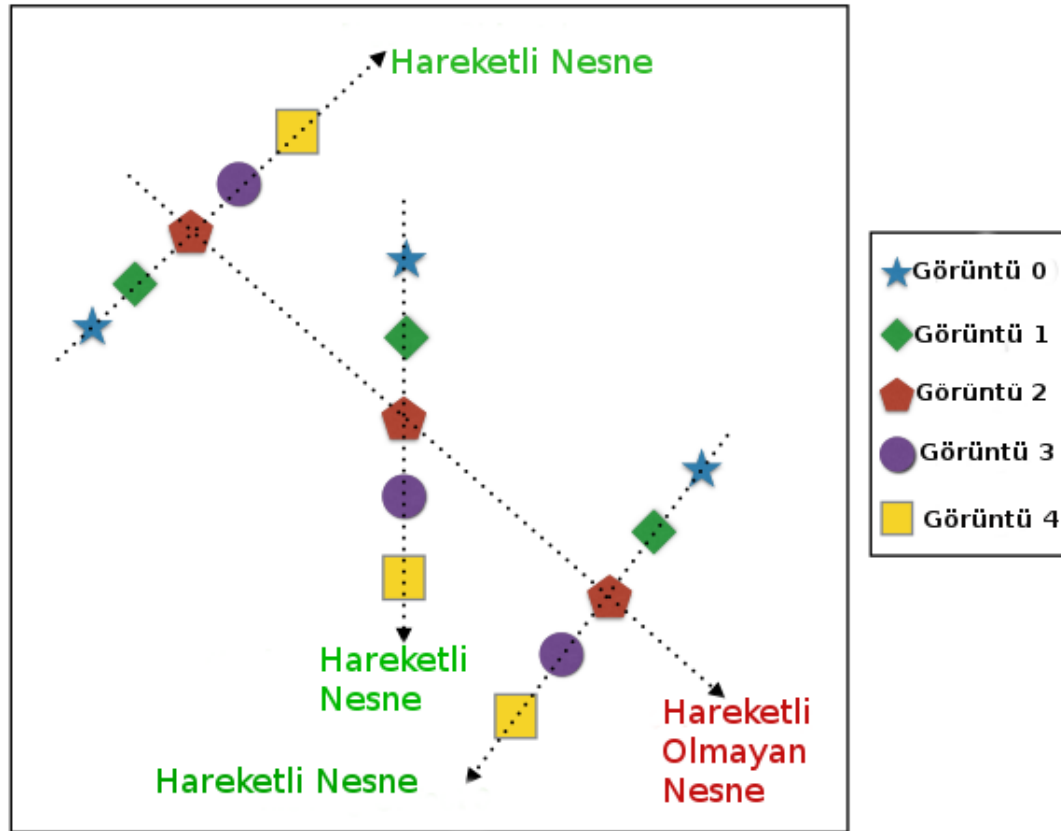 Hareketli Nesne
Hareketli
Nesne
Hareketli Nesne
Hareketli
Olmayan
Nesne
Görüntü 0
Görüntü 1
Görüntü 2
Görüntü 3
Görüntü 4